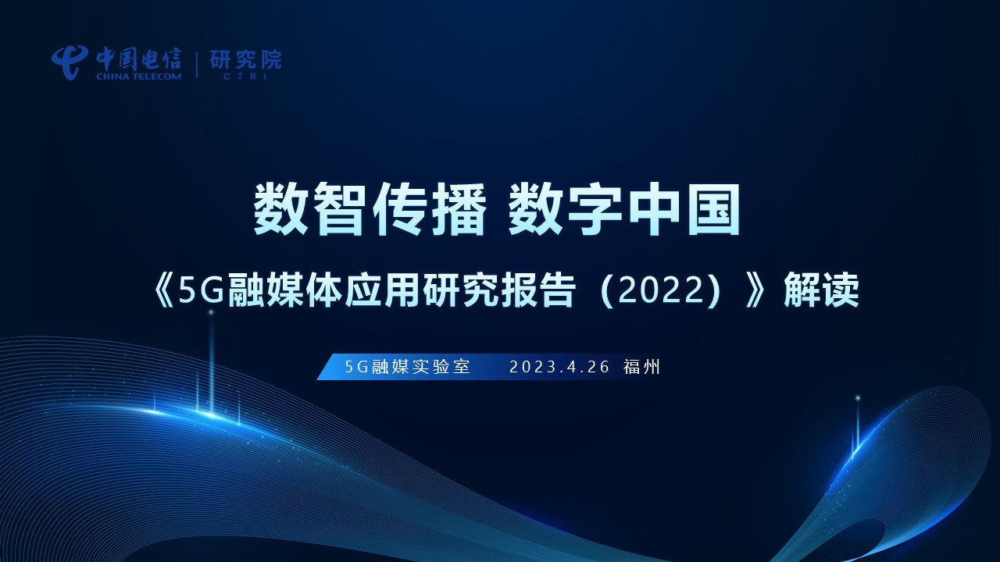 中国电信 | 研究院
CHINA TELECOM CTRI
数智传播 数字中国
《5G融媒体应用研究报告（2022）》解读
5G融媒实验室 2023.4.26 福州